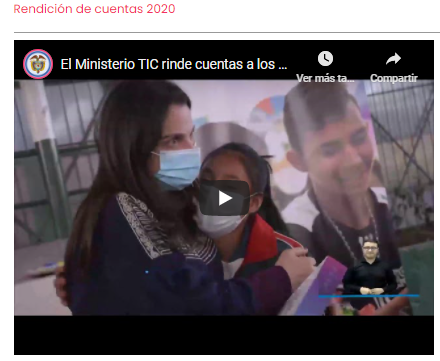 Rendición de cuentas 2020
El Ministerio TIC rinde cuentas a los ...
Ver más ta...
Compartir